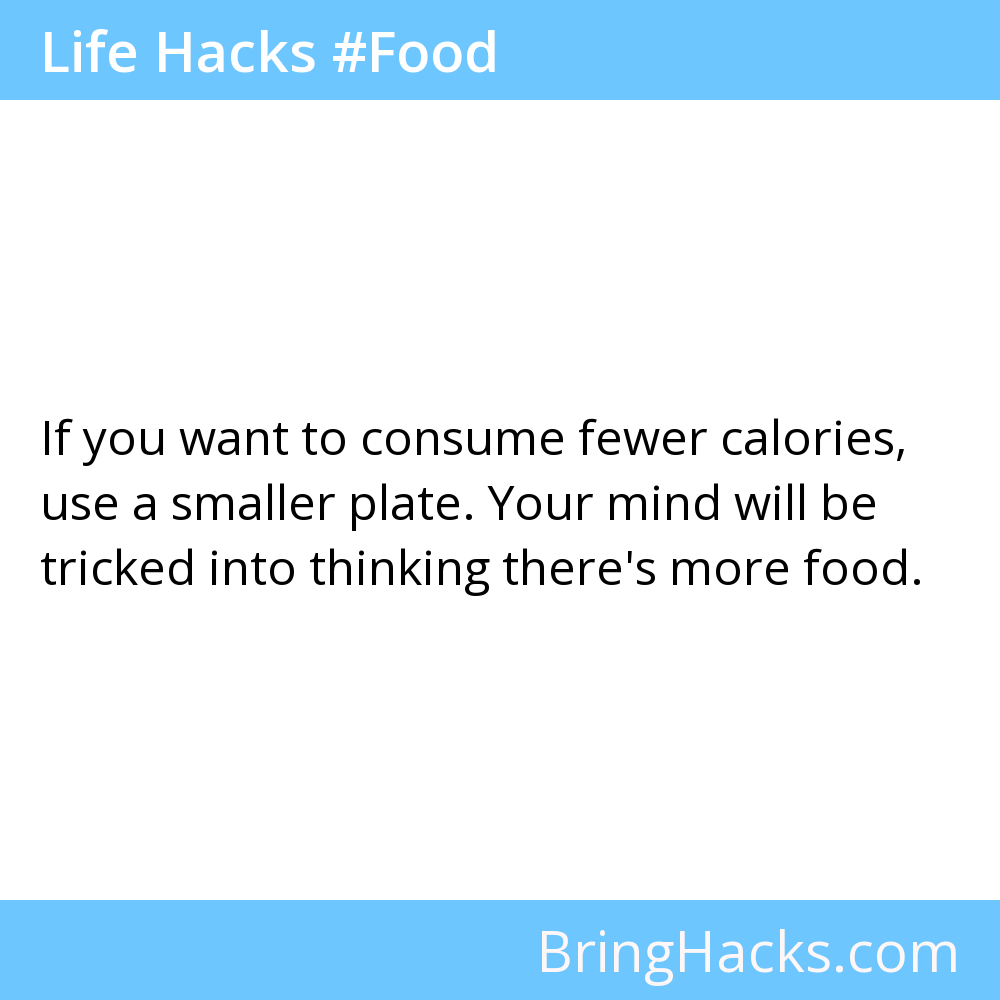 Life Hacks #Food
If you want to consume fewer calories,
use a smaller plate. Your mind will be
tricked into thinking there's more food.
BringHacks.com